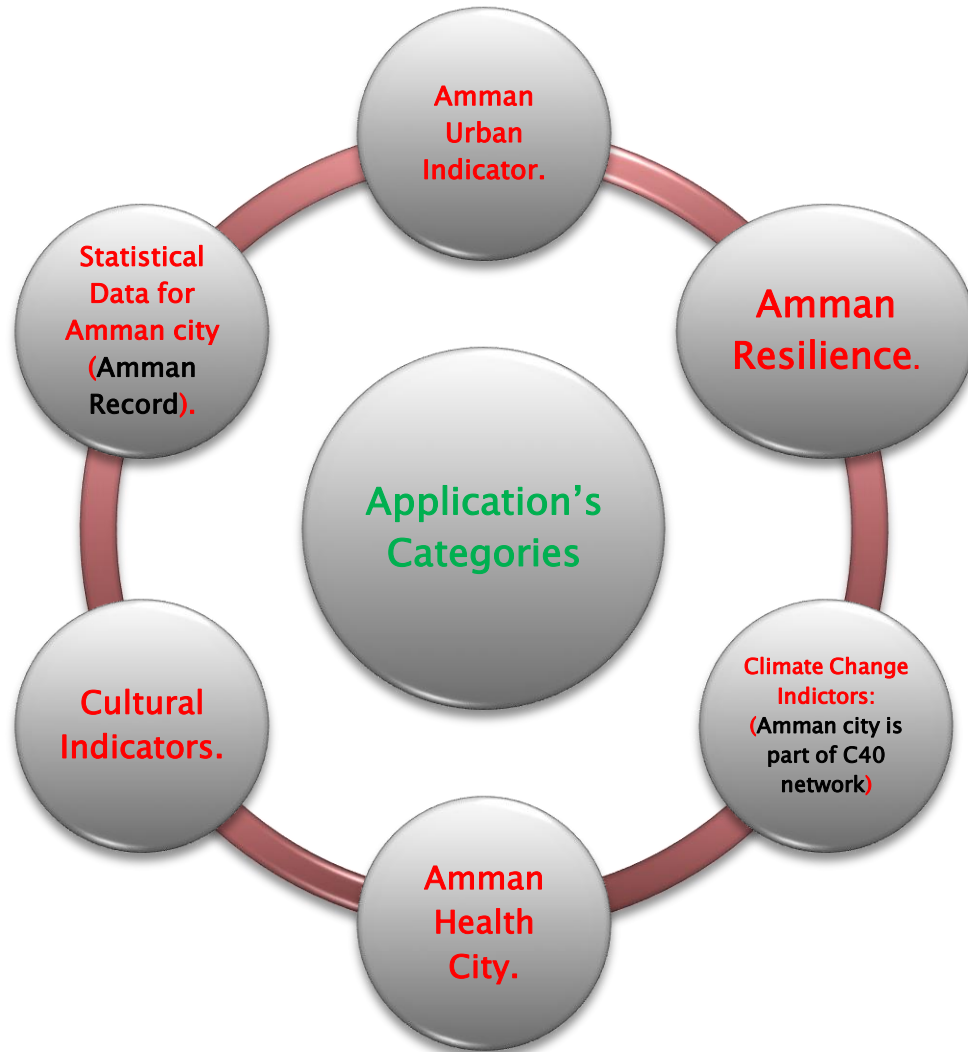 Amman
Urban
Indicator.
Amman
Resilience.
Climate Change
Indictors:
(Amman city is
part of C40
network)
Amman
Health
City.
Cultural
Indicators.
Statistical
Data for
Amman city
(Amman
Record).
Application’s
Categories